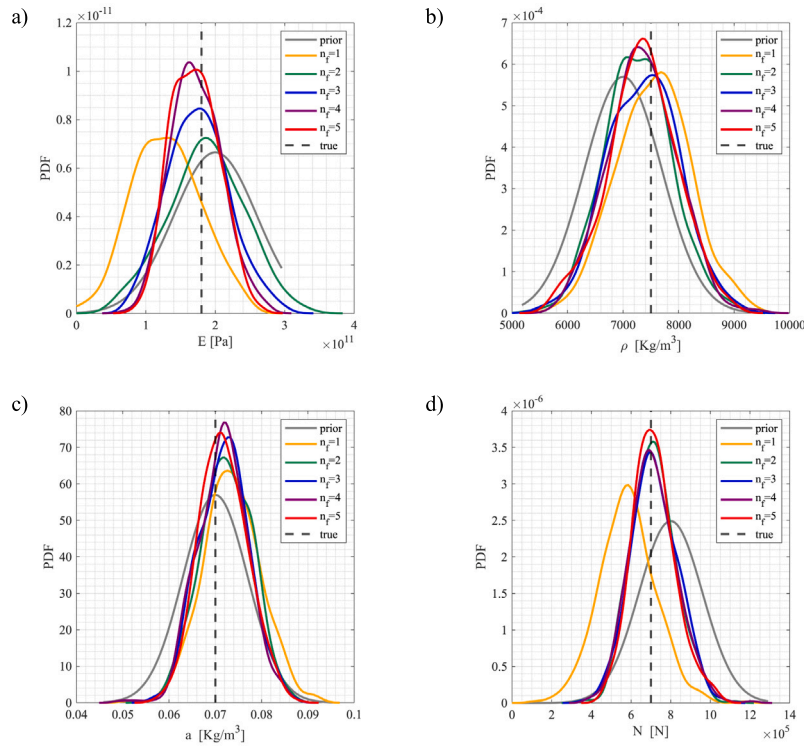 a)
×10⁻¹¹
1.2
1
0.8
0.6
0.4
0.2
0
PDF
prior
n_f=1
n_f=2
n_f=3
n_f=4
n_f=5
true
0 1 2 3 4
E [Pa]
×10¹¹
b)
×10⁻⁴
7
6
5
4
3
2
1
0
PDF
prior
n_f=1
n_f=2
n_f=3
n_f=4
n_f=5
true
5000 6000 7000 8000 9000 10000
ρ [Kg/m³]
c)
80
70
60
50
40
30
20
10
0
PDF
prior
n_f=1
n_f=2
n_f=3
n_f=4
n_f=5
true
0.04 0.05 0.06 0.07 0.08 0.09 0.1
a [Kg/m³]
d)
×10⁻⁶
4
3.5
3
2.5
2
1.5
1
0.5
0
PDF
prior
n_f=1
n_f=2
n_f=3
n_f=4
n_f=5
true
0 2 4 6 8 10 12 14
N [N]
×10⁵